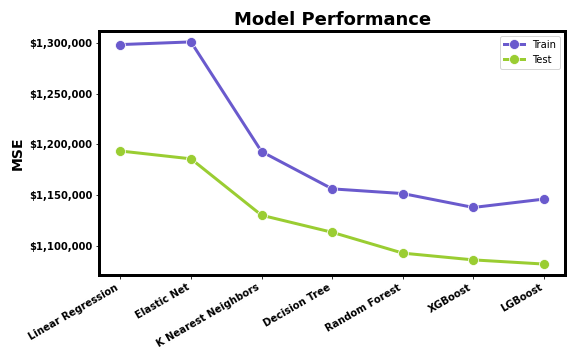 Model Performance
Train
Test
$1,300,000
$1,250,000
$1,200,000
$1,150,000
$1,100,000
MSE
Linear Regression
Elastic Net
K Nearest Neighbors
Decision Tree
Random Forest
XGBoost
LGBoost